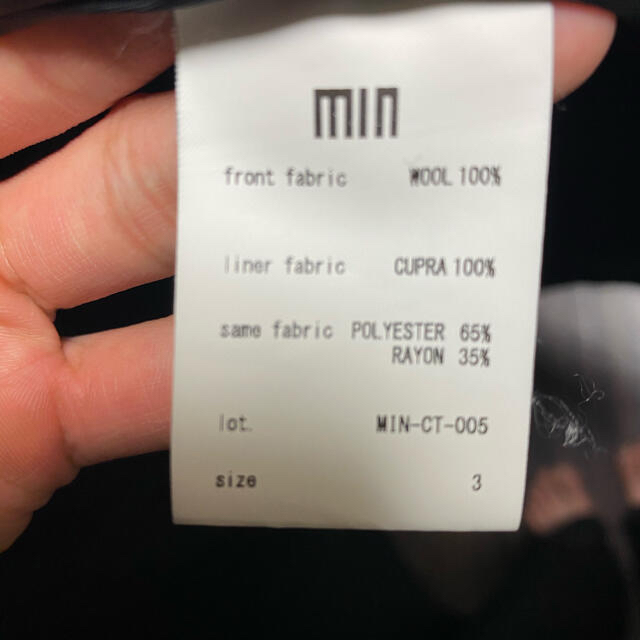 min
front fabric WOOL 100%
liner fabric CUPRA 100%
same fabric POLYESTER 65%
RAYON 35%
lot. MIN-CT-005
size 3